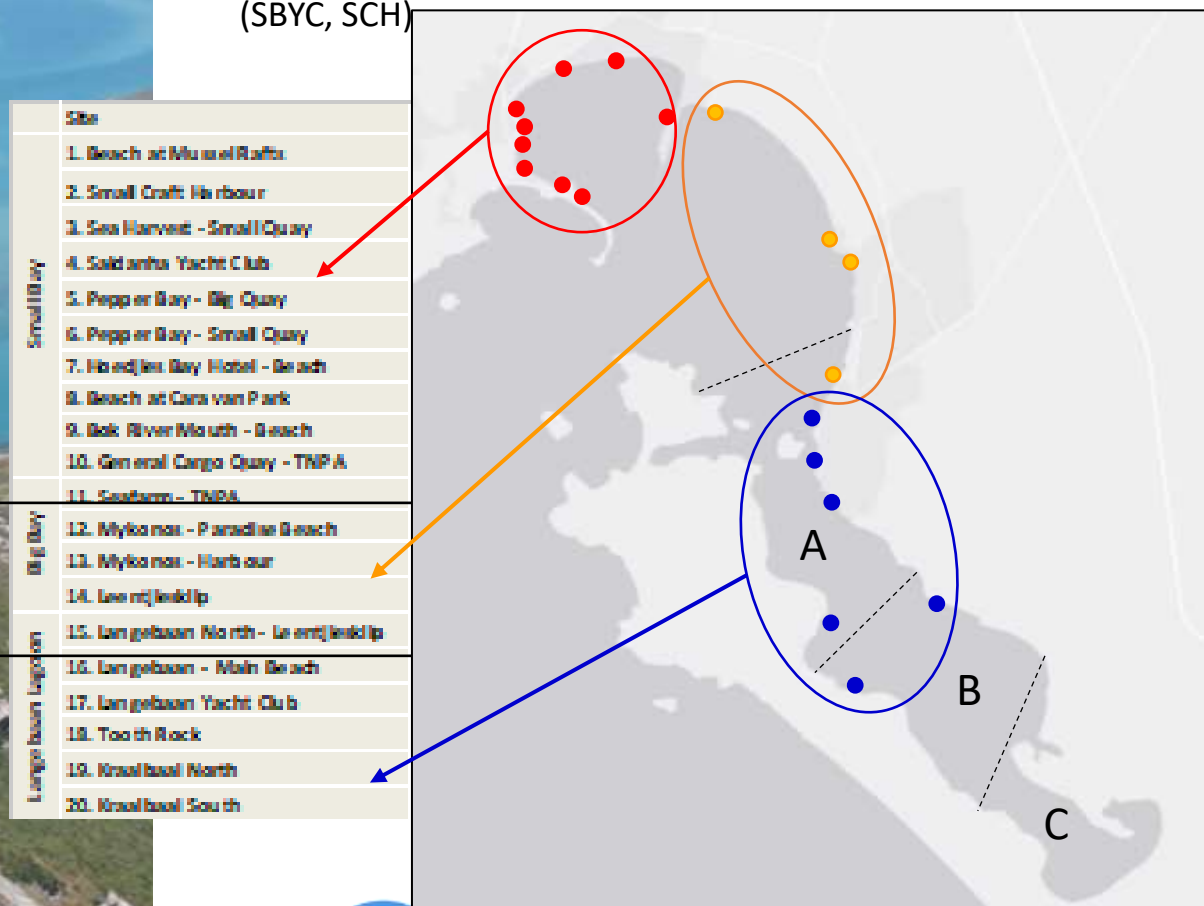 (SBYC, SCH)
Site
Small Bay
1. Beach at Mussel Rafts
2. Small Craft Harbour
3. Sea Harvest - Small Quay
4. Saldanha Yacht Club
5. Pepper Bay - Big Quay
6. Pepper Bay - Small Quay
7. Hoedjies Bay Hotel - Beach
8. Beach at Caravan Park
9. Bok River Mouth - Beach
10. General Cargo Quay - TNPA
11. Seafarm - TNPA
Big Bay
12. Mykonos - Paradise Beach
13. Mykonos - Harbour
14. Leentjiesklip
Langebaan Lagoon
15. Langebaan North - Leentjiesklip
16. Langebaan - Main Beach
17. Langebaan Yacht Club
18. Tooth Rock
19. Kraalbaai North
20. Kraalbaai South
A
B
C